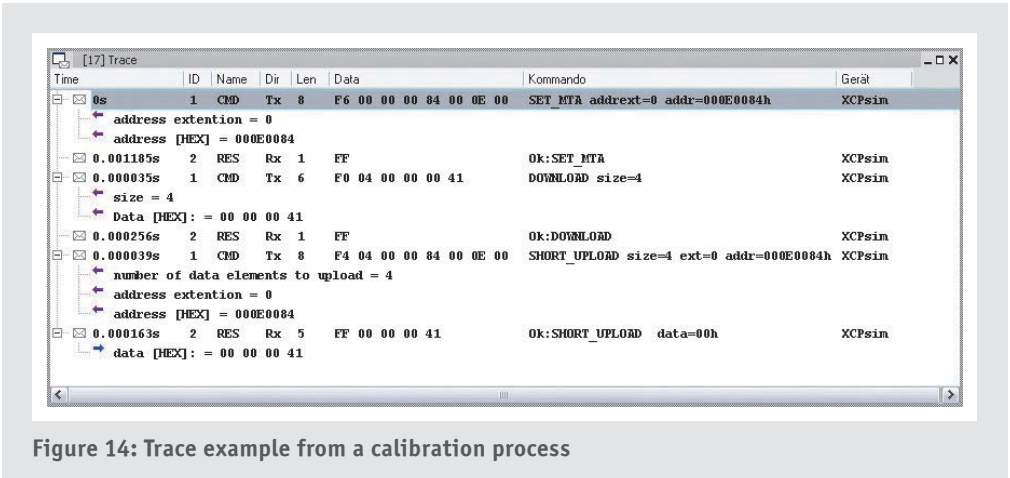 [17] Trace
Time ID Name Dir Len Data Kommando Gerät
0s 1 CMD Tx 8 F6 00 00 00 84 00 0E 00 SET_MTA addrext=0 addr=000E0084h XCPsim
address extention = 0
address [HEX] = 000E0084
0.001185s 2 RES Rx 1 FF Ok:SET_MTA XCPsim
0.000035s 1 CMD Tx 6 F0 04 00 00 00 41 DOWNLOAD size=4 XCPsim
size = 4
Data [HEX]: = 00 00 00 41
0.000256s 2 RES Rx 1 FF Ok:DOWNLOAD XCPsim
0.000039s 1 CMD Tx 8 F4 04 00 00 84 00 0E 00 SHORT_UPLOAD size=4 ext=0 addr=000E0084h XCPsim
number of data elements to upload = 4
address extention = 0
address [HEX] = 000E0084
0.000163s 2 RES Rx 5 FF 00 00 00 41 Ok:SHORT_UPLOAD data=00h XCPsim
data [HEX]: = 00 00 00 41
Figure 14: Trace example from a calibration process